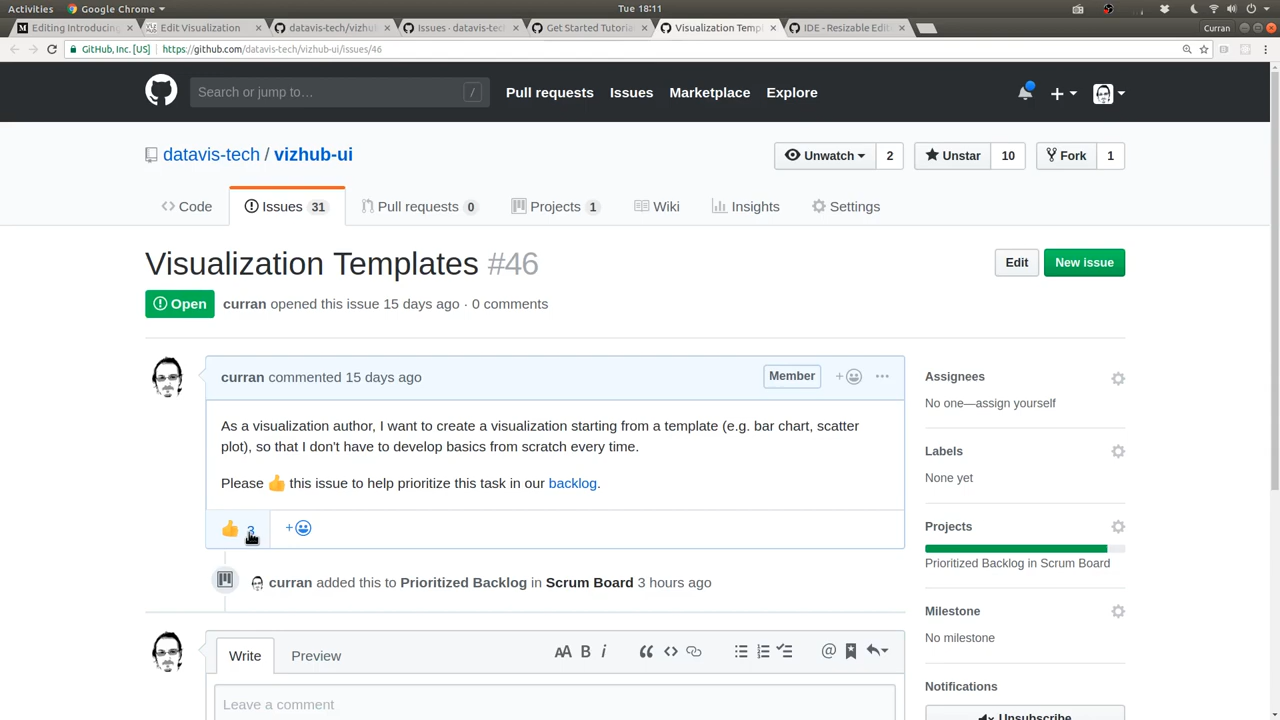 Activities
Google Chrome
Tue 18:11
Editing Introducing
Edit Visualization
datavis-tech/vizhub
Issues · datavis-tech
Get Started Tutorial
Visualization Templ
IDE - Resizable Edit
Curran
GitHub, Inc. [US]
https://github.com/datavis-tech/vizhub-ui/issues/46
Search or jump to…
/
Pull requests
Issues
Marketplace
Explore
datavis-tech / vizhub-ui
Unwatch 2
Unstar 10
Fork 1
Code
Issues 31
Pull requests 0
Projects 1
Wiki
Insights
Settings
Visualization Templates #46
Edit
New issue
Open
curran opened this issue 15 days ago · 0 comments
curran commented 15 days ago
Member
As a visualization author, I want to create a visualization starting from a template (e.g. bar chart, scatter
plot), so that I don't have to develop basics from scratch every time.
Please 👍 this issue to help prioritize this task in our backlog.
👍 3
curran added this to Prioritized Backlog in Scrum Board 3 hours ago
Write
Preview
Leave a comment
Assignees
No one—assign yourself
Labels
None yet
Projects
Prioritized Backlog in Scrum Board
Milestone
No milestone
Notifications
Unsubscribe